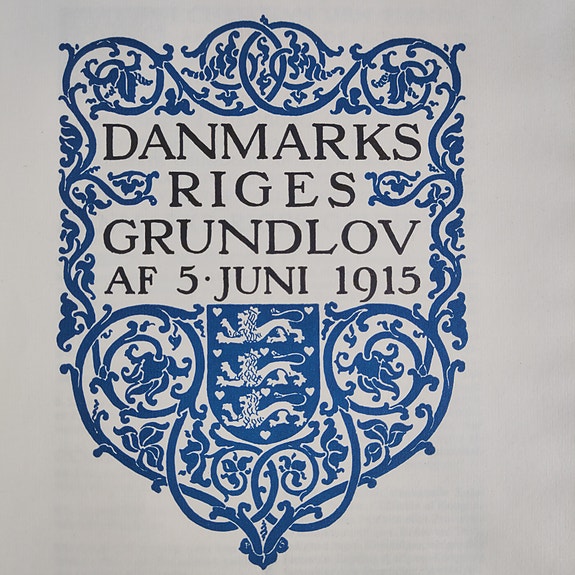 DANMARKS
RIGES
GRUNDLOV
AF 5·JUNI 1915